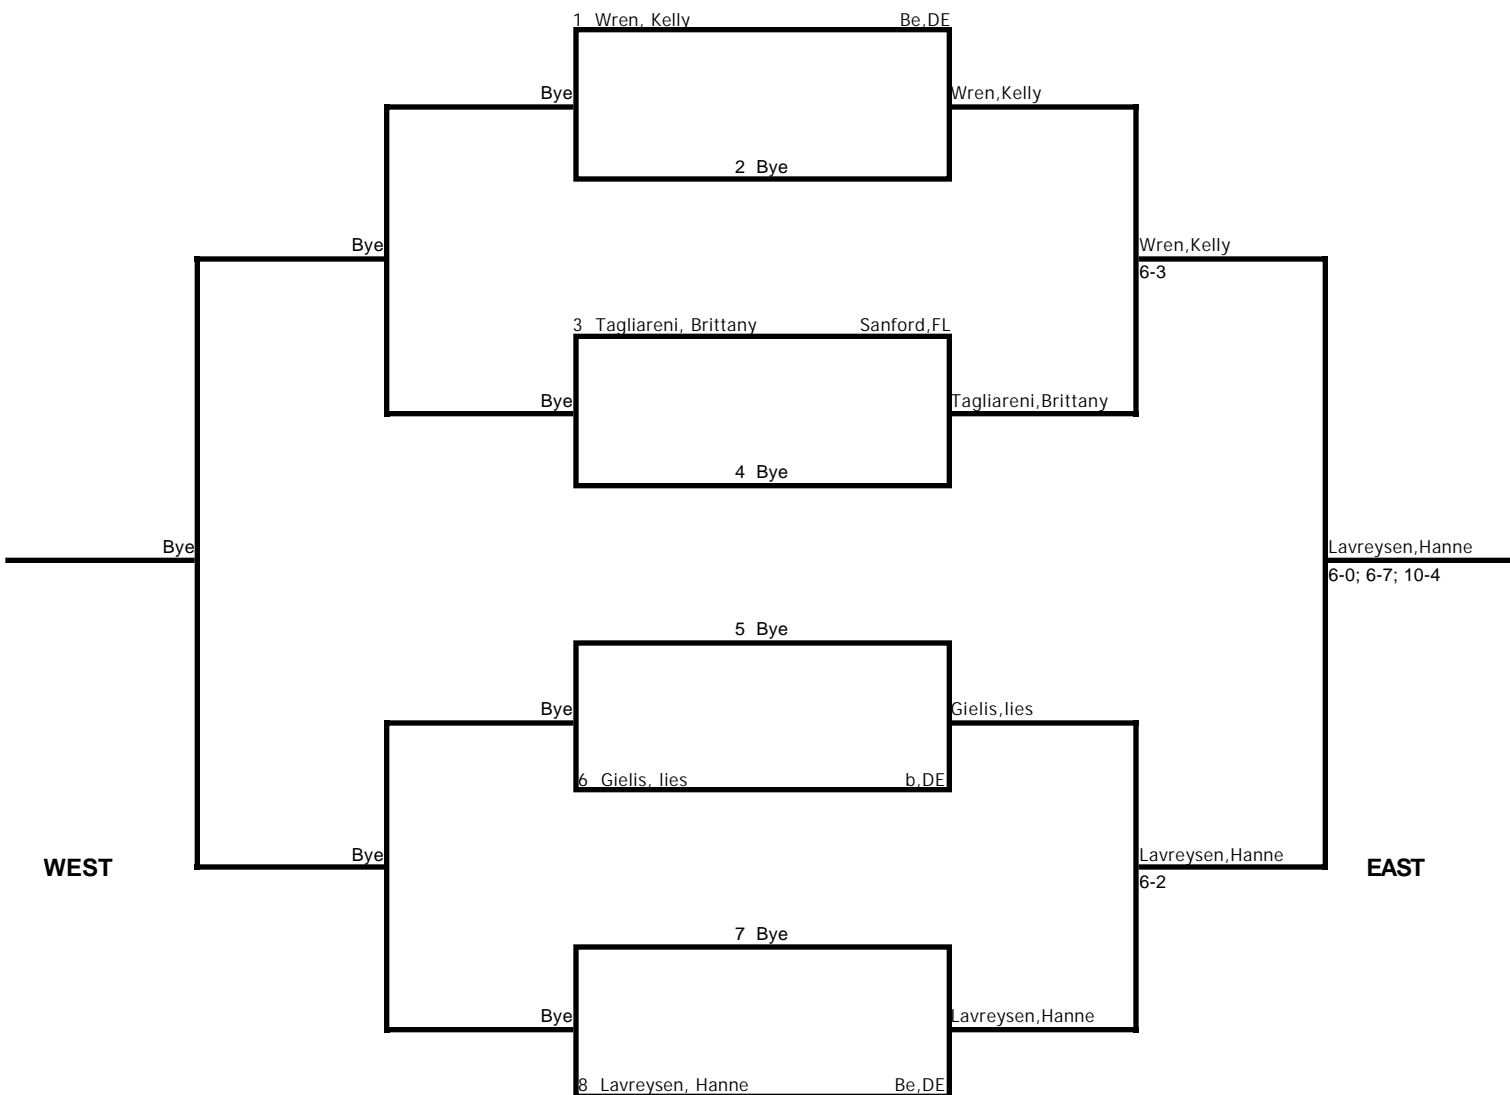 1 Wren, Kelly Be,DE
Bye Wren,Kelly
2 Bye
Bye Wren,Kelly
6-3
3 Tagliareni, Brittany Sanford,FL
Bye Tagliareni,Brittany
4 Bye
Bye Lavreysen,Hanne
6-0; 6-7; 10-4
5 Bye
Bye Gielis,lies
6 Gielis, lies b,DE
Bye Lavreysen,Hanne
WEST EAST
6-2
7 Bye
Bye Lavreysen,Hanne
8 Lavreysen, Hanne Be,DE